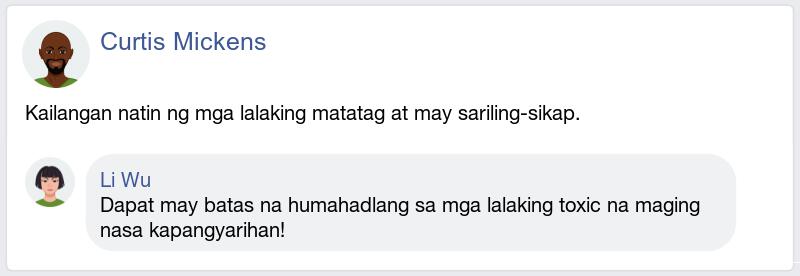 Curtis Mickens
Kailangan natin ng mga lalaking matatag at may sariling-sikap.
Li Wu
Dapat may batas na humahadlang sa mga lalaking toxic na maging
nasa kapangyarihan!